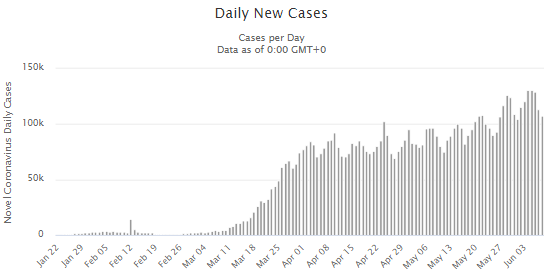 Daily New Cases
Cases per Day
Data as of 0:00 GMT+0
Novel Coronavirus Daily Cases
150k
100k
50k
0
Jan 22
Jan 29
Feb 05
Feb 12
Feb 19
Feb 26
Mar 04
Mar 11
Mar 18
Mar 25
Apr 01
Apr 08
Apr 15
Apr 22
Apr 29
May 06
May 13
May 20
May 27
Jun 03